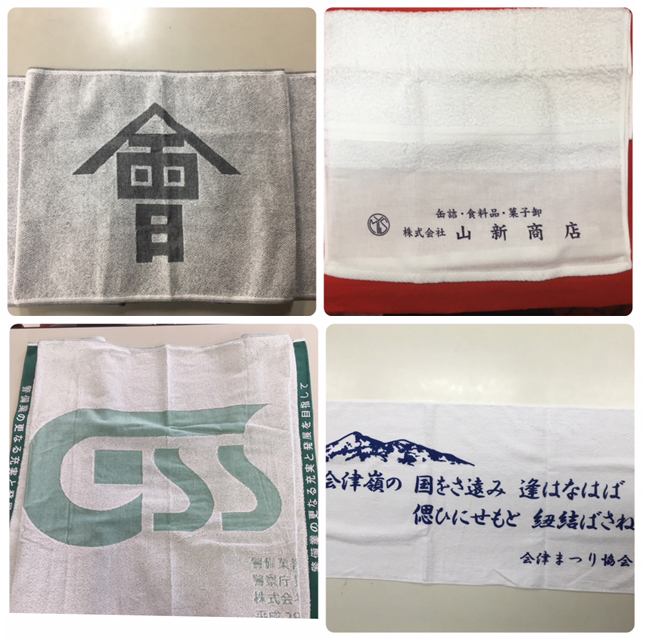 會
缶詰・食料品・菓子卸
株式会社 山新商店
GSS
警備業の更なる充実と発展を目指して
会津嶺の 国をさ遠み 逢はなはば
偲ひにせもと 紐結ばさね
会津まつり協会